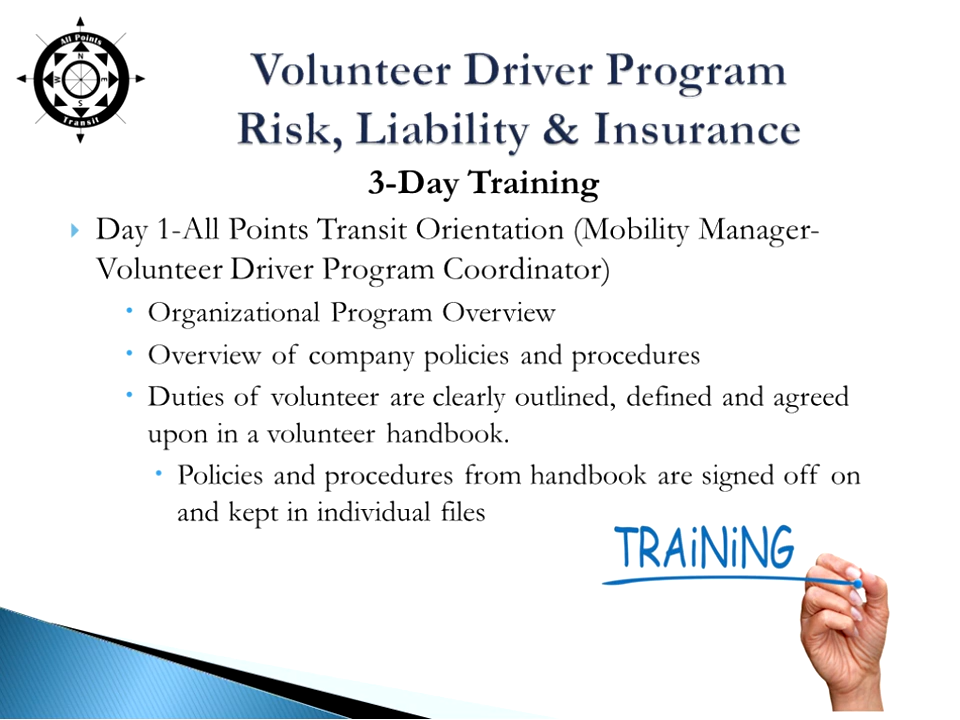 All Points
N
W E
S
Transit
Volunteer Driver Program
Risk, Liability & Insurance
3-Day Training
Day 1-All Points Transit Orientation (Mobility Manager-
Volunteer Driver Program Coordinator)
Organizational Program Overview
Overview of company policies and procedures
Duties of volunteer are clearly outlined, defined and agreed
upon in a volunteer handbook.
Policies and procedures from handbook are signed off on
and kept in individual files
TRAiNiNG